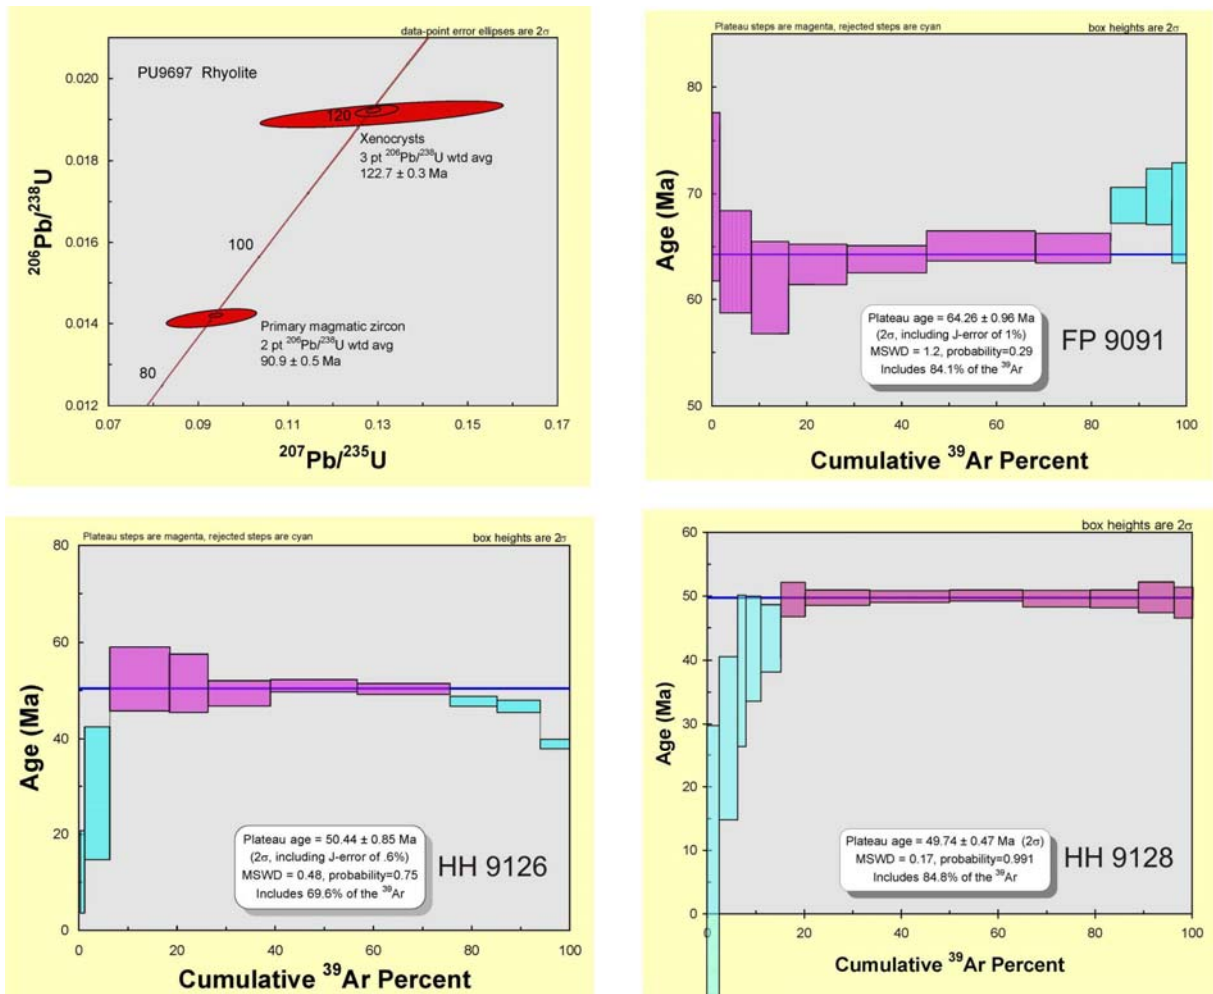 data-point error ellipses are 2σ
PU9697 Rhyolite
0.020
0.018
0.016
0.014
0.012
206Pb/238U
120
Xenocrysts
3 pt 206Pb/238U wtd avg
122.7 ± 0.3 Ma
100
Primary magmatic zircon
2 pt 206Pb/238U wtd avg
90.9 ± 0.5 Ma
80
0.07 0.09 0.11 0.13 0.15 0.17
207Pb/235U
Plateau steps are magenta, rejected steps are cyan box heights are 2σ
80
70
60
50
Age (Ma)
Plateau age = 64.26 ± 0.96 Ma
(2σ, including J-error of 1%)
MSWD = 1.2, probability=0.29
Includes 84.1% of the 39Ar
FP 9091
0 20 40 60 80 100
Cumulative 39Ar Percent
Plateau steps are magenta, rejected steps are cyan box heights are 2σ
80
60
40
20
0
Age (Ma)
Plateau age = 50.44 ± 0.85 Ma
(2σ, including J-error of .6%)
MSWD = 0.48, probability=0.75
Includes 69.6% of the 39Ar
HH 9126
0 20 40 60 80 100
Cumulative 39Ar Percent
box heights are 2σ
60
50
40
30
20
10
0
Age (Ma)
Plateau age = 49.74 ± 0.47 Ma (2σ)
MSWD = 0.17, probability=0.991
Includes 84.8% of the 39Ar
HH 9128
0 20 40 60 80 100
Cumulative 39Ar Percent